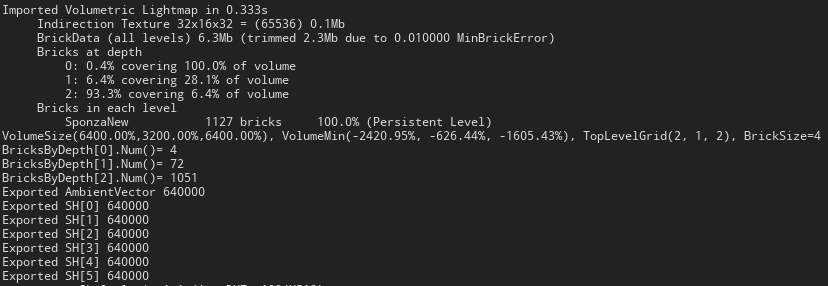 Imported Volumetric Lightmap in 0.333s
Indirection Texture 32x16x32 = (65536) 0.1Mb
BrickData (all levels) 6.3Mb (trimmed 2.3Mb due to 0.010000 MinBrickError)
Bricks at depth
0: 0.4% covering 100.0% of volume
1: 6.4% covering 28.1% of volume
2: 93.3% covering 6.4% of volume
Bricks in each level
SponzaNew 1127 bricks 100.0% (Persistent Level)
VolumeSize(6400.00%,3200.00%,6400.00%), VolumeMin(-2420.95%, -626.44%, -1605.43%), TopLevelGrid(2, 1, 2), BrickSize=4
BricksByDepth[0].Num()= 4
BricksByDepth[1].Num()= 72
BricksByDepth[2].Num()= 1051
Exported AmbientVector 640000
Exported SH[0] 640000
Exported SH[1] 640000
Exported SH[2] 640000
Exported SH[3] 640000
Exported SH[4] 640000
Exported SH[5] 640000